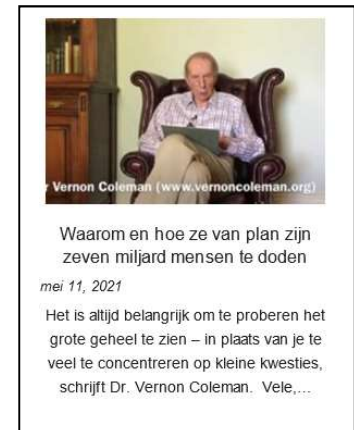 r Vernon Coleman (www.vernoncoleman.org)
Waarom en hoe ze van plan zijn
zeven miljard mensen te doden
mei 11, 2021
Het is altijd belangrijk om te proberen het
grote geheel te zien – in plaats van je te
veel te concentreren op kleine kwesties,
schrijft Dr. Vernon Coleman. Vele,...